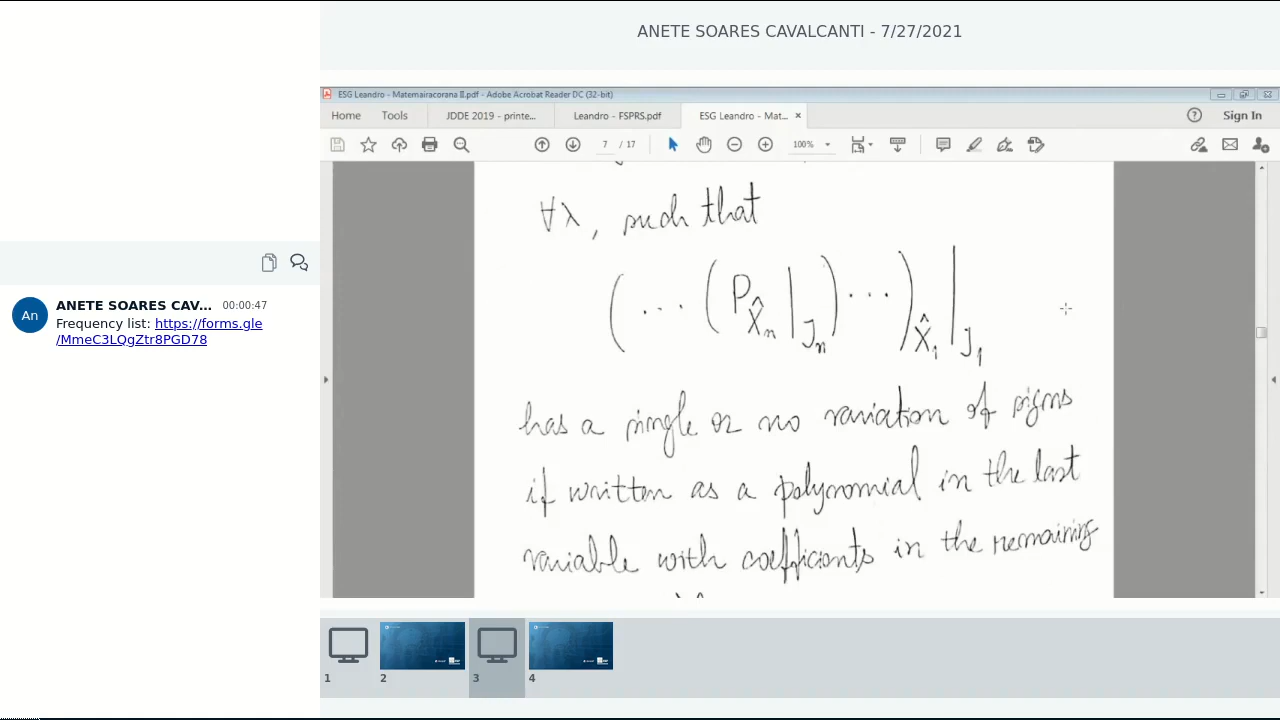 ANETE SOARES CAVALCANTI - 7/27/2021
ESG Leandro - Matemairacorana II.pdf - Adobe Acrobat Reader DC (32-bit)
Home Tools JDDE 2019 - printe... Leandro - FSPRS.pdf ESG Leandro - Mat... × Sign In
7 / 17 100%
∀λ, such that
(··· (P_{X̂_n}|_{J_n}) ···)_{X̂_1}|_{J_1}
has a single or no variation of signs
if written as a polynomial in the last
variable with coefficients in the remaining
An ANETE SOARES CAV... 00:00:47
Frequency list: https://forms.gle
/MmeC3LQgZtr8PGD78
1 2 3 4